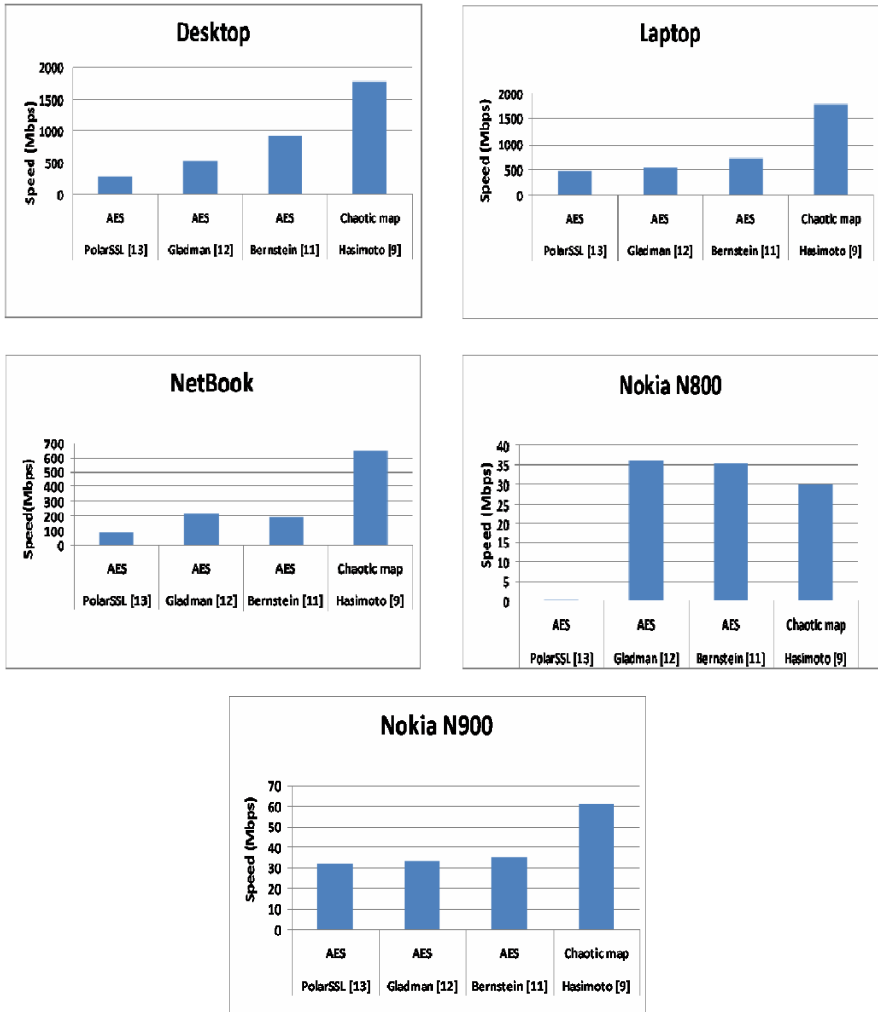 Desktop
Speed (Mbps)
2000
1500
1000
500
0
AES AES AES Chaotic map
PolarSSL [13] Gladman [12] Bernstein [11] Hasimoto [9]
Laptop
Speed (Mbps)
2000
1500
1000
500
0
AES AES AES Chaotic map
PolarSSL [13] Gladman [12] Bernstein [11] Hasimoto [9]
NetBook
Speed(Mbps)
700
600
500
400
300
200
100
0
AES AES AES Chaotic map
PolarSSL [13] Gladman [12] Bernstein [11] Hasimoto [9]
Nokia N800
Speed (Mbps)
40
35
30
25
20
15
10
5
0
AES AES AES Chaotic map
PolarSSL [13] Gladman [12] Bernstein [11] Hasimoto [9]
Nokia N900
Speed (Mbps)
70
60
50
40
30
20
10
0
AES AES AES Chaotic map
PolarSSL [13] Gladman [12] Bernstein [11] Hasimoto [9]